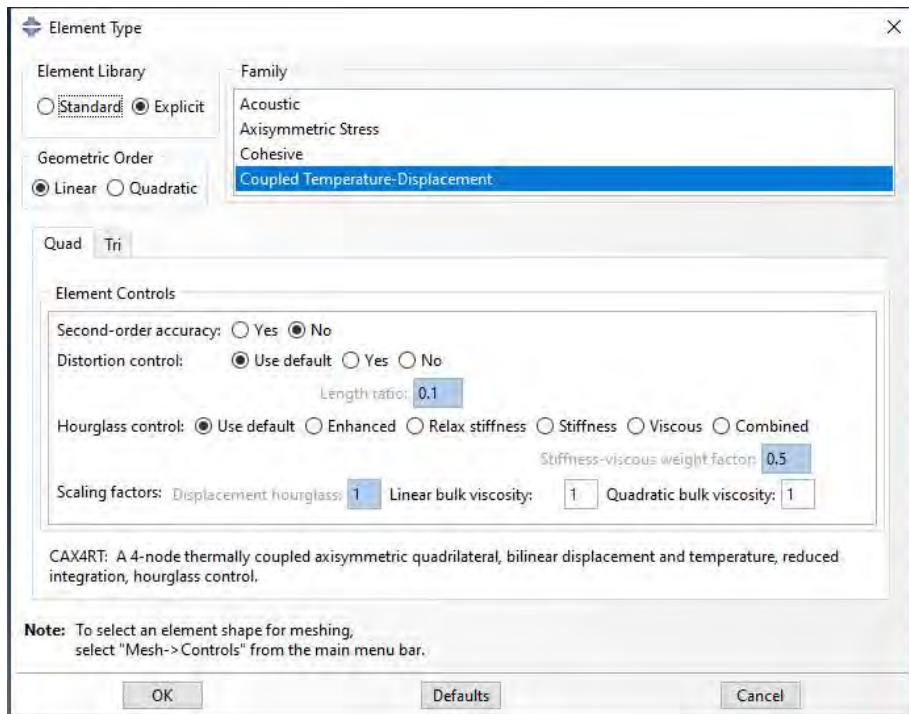 Element Type
Element Library
Standard Explicit
Family
Acoustic
Axisymmetric Stress
Cohesive
Coupled Temperature-Displacement
Geometric Order
Linear Quadratic
Quad Tri
Element Controls
Second-order accuracy: Yes No
Distortion control: Use default Yes No
Length ratio: 0.1
Hourglass control: Use default Enhanced Relax stiffness Stiffness Viscous Combined
Stiffness-viscous weight factor: 0.5
Scaling factors: Displacement hourglass: 1 Linear bulk viscosity: 1 Quadratic bulk viscosity: 1
CAX4RT: A 4-node thermally coupled axisymmetric quadrilateral, bilinear displacement and temperature, reduced
integration, hourglass control.
Note: To select an element shape for meshing,
select "Mesh->Controls" from the main menu bar.
OK Defaults Cancel